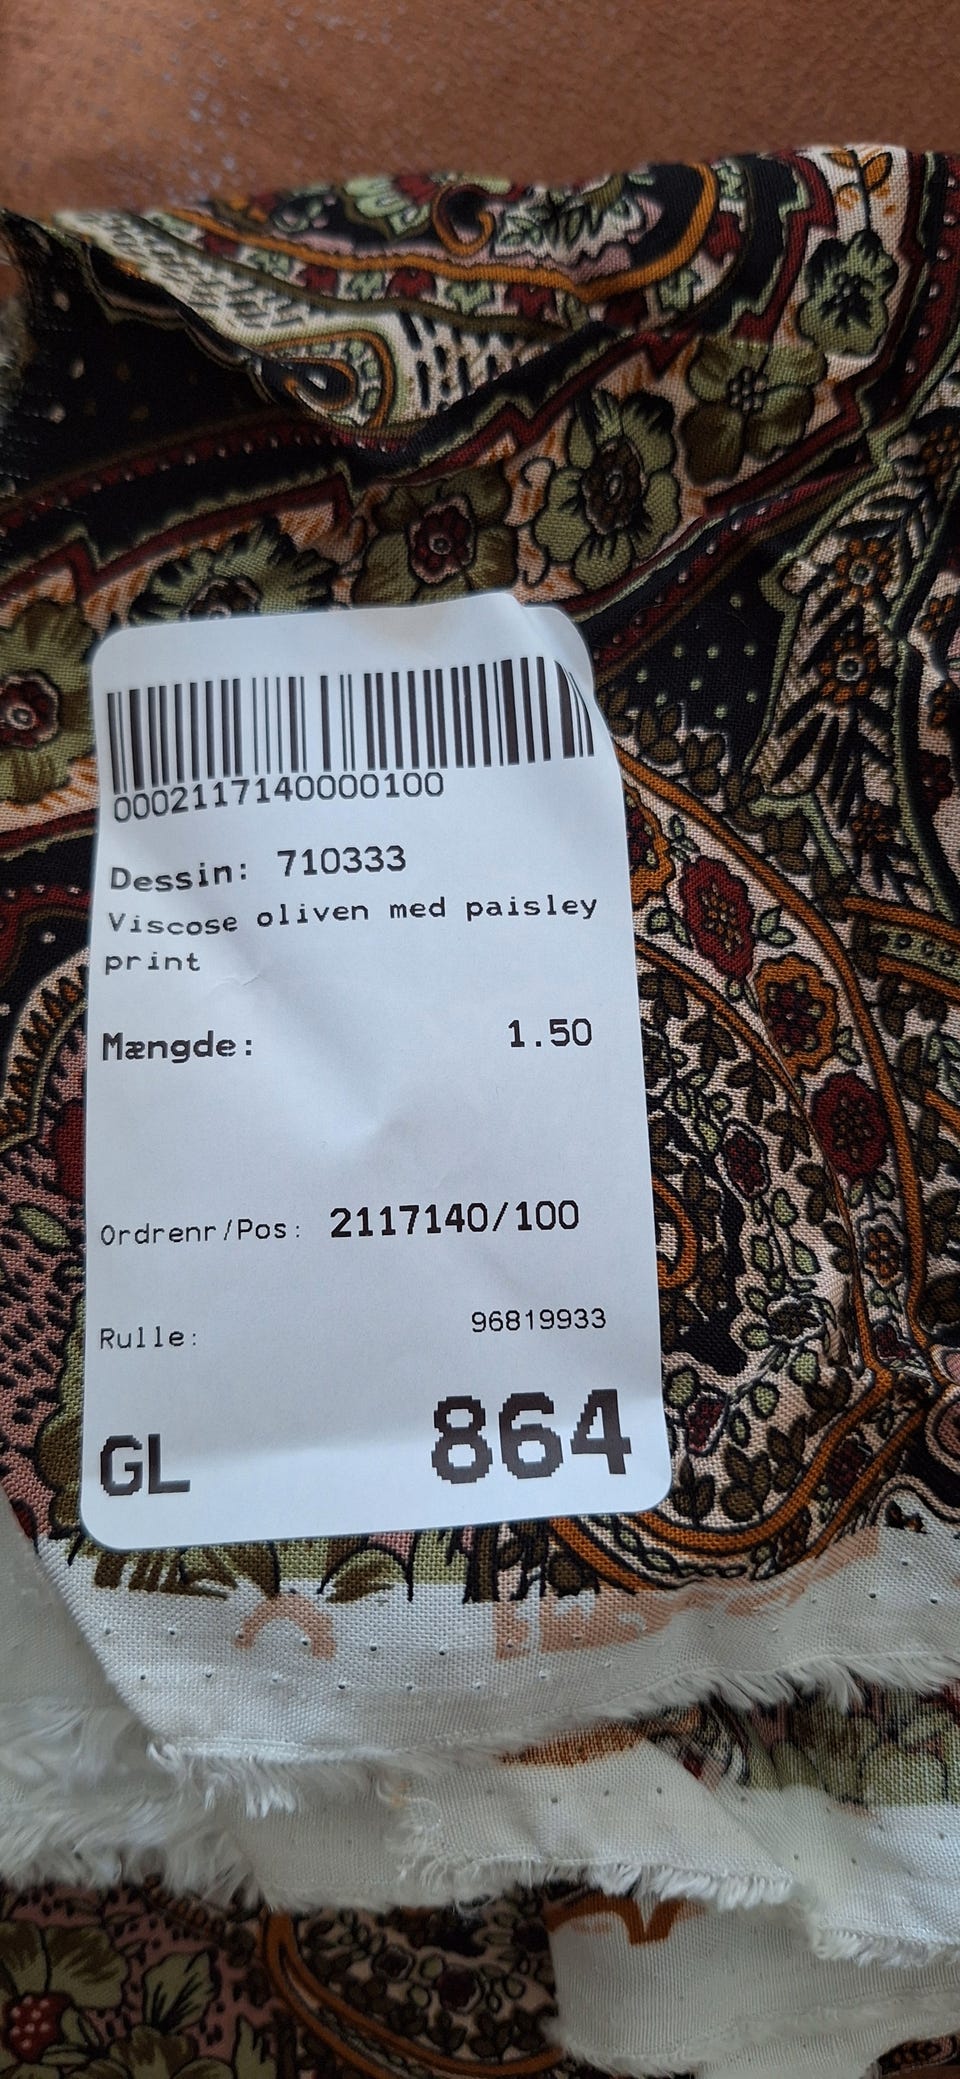 0002117140000100
Dessin: 710333
Viscose oliven med paisley
print
Mængde: 1.50
Ordrenr/Pos: 2117140/100
Rulle: 96819933
GL 864